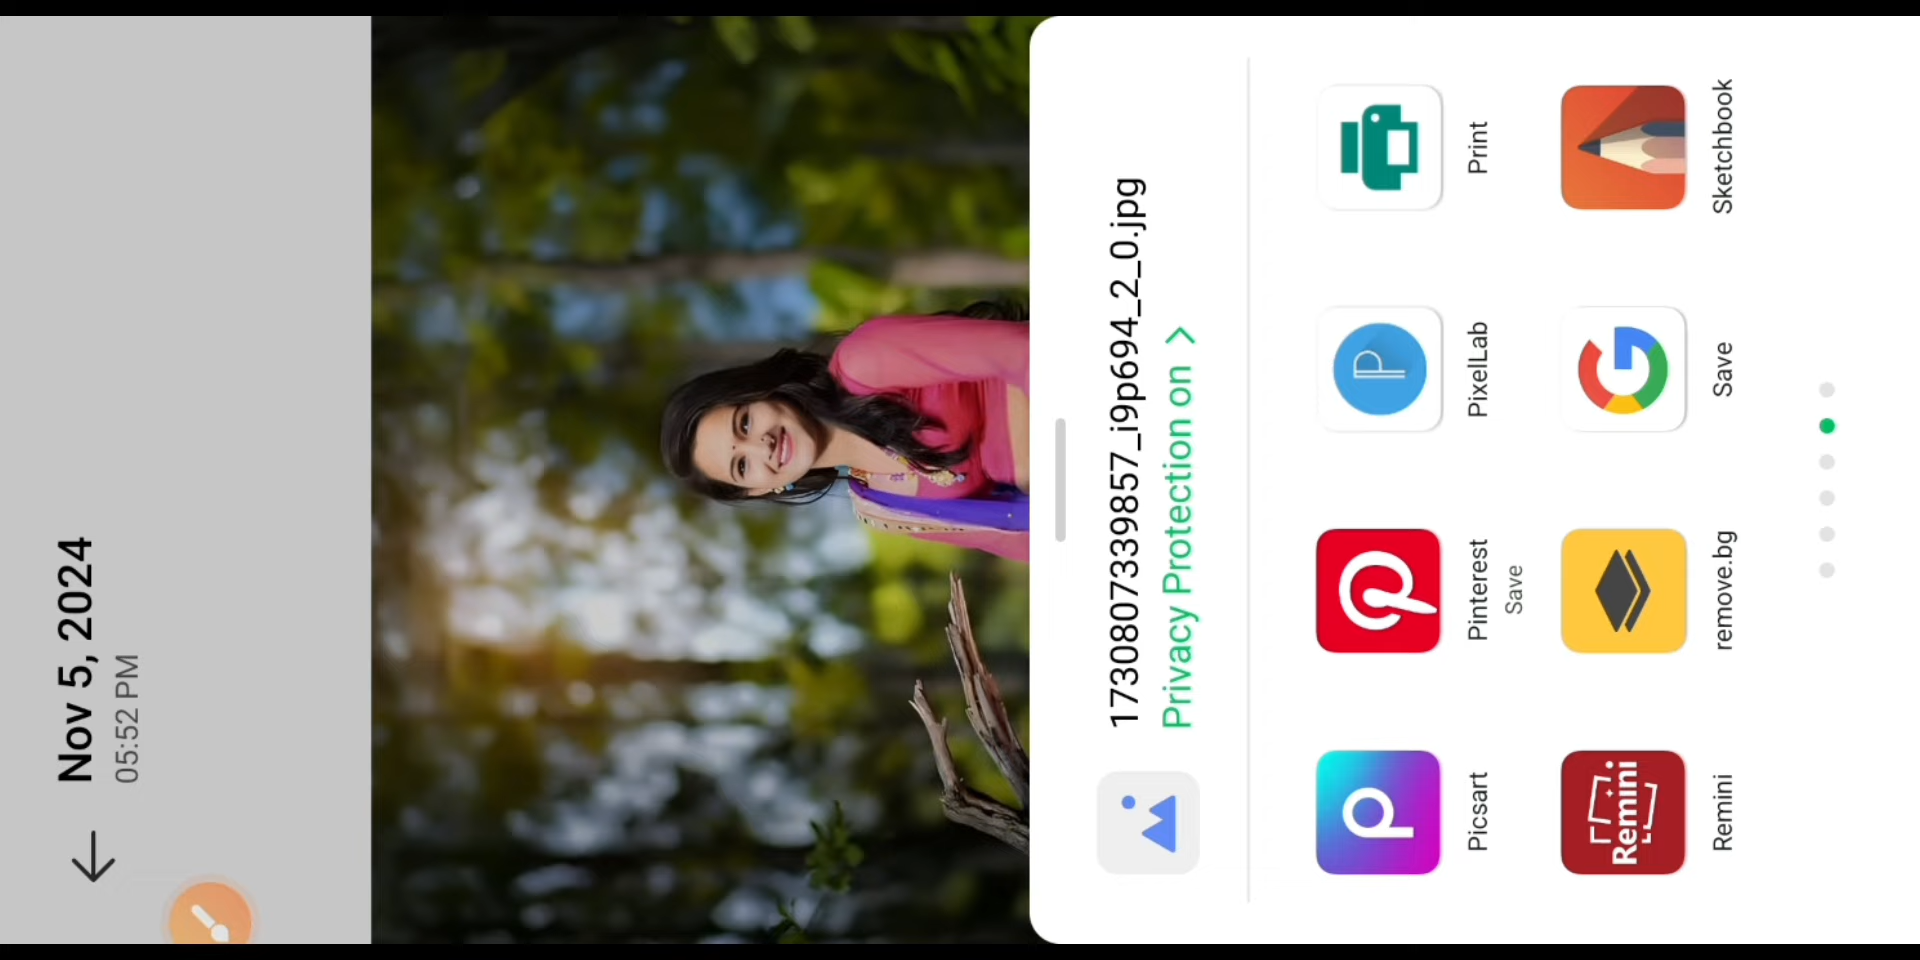 Nov 5, 2024
05:52 PM
1730807339857_i9p694_2_0.jpg
Privacy Protection on >
Picsart
Pinterest
Save
PixelLab
Print
Remini
Remini
remove.bg
Save
Sketchbook